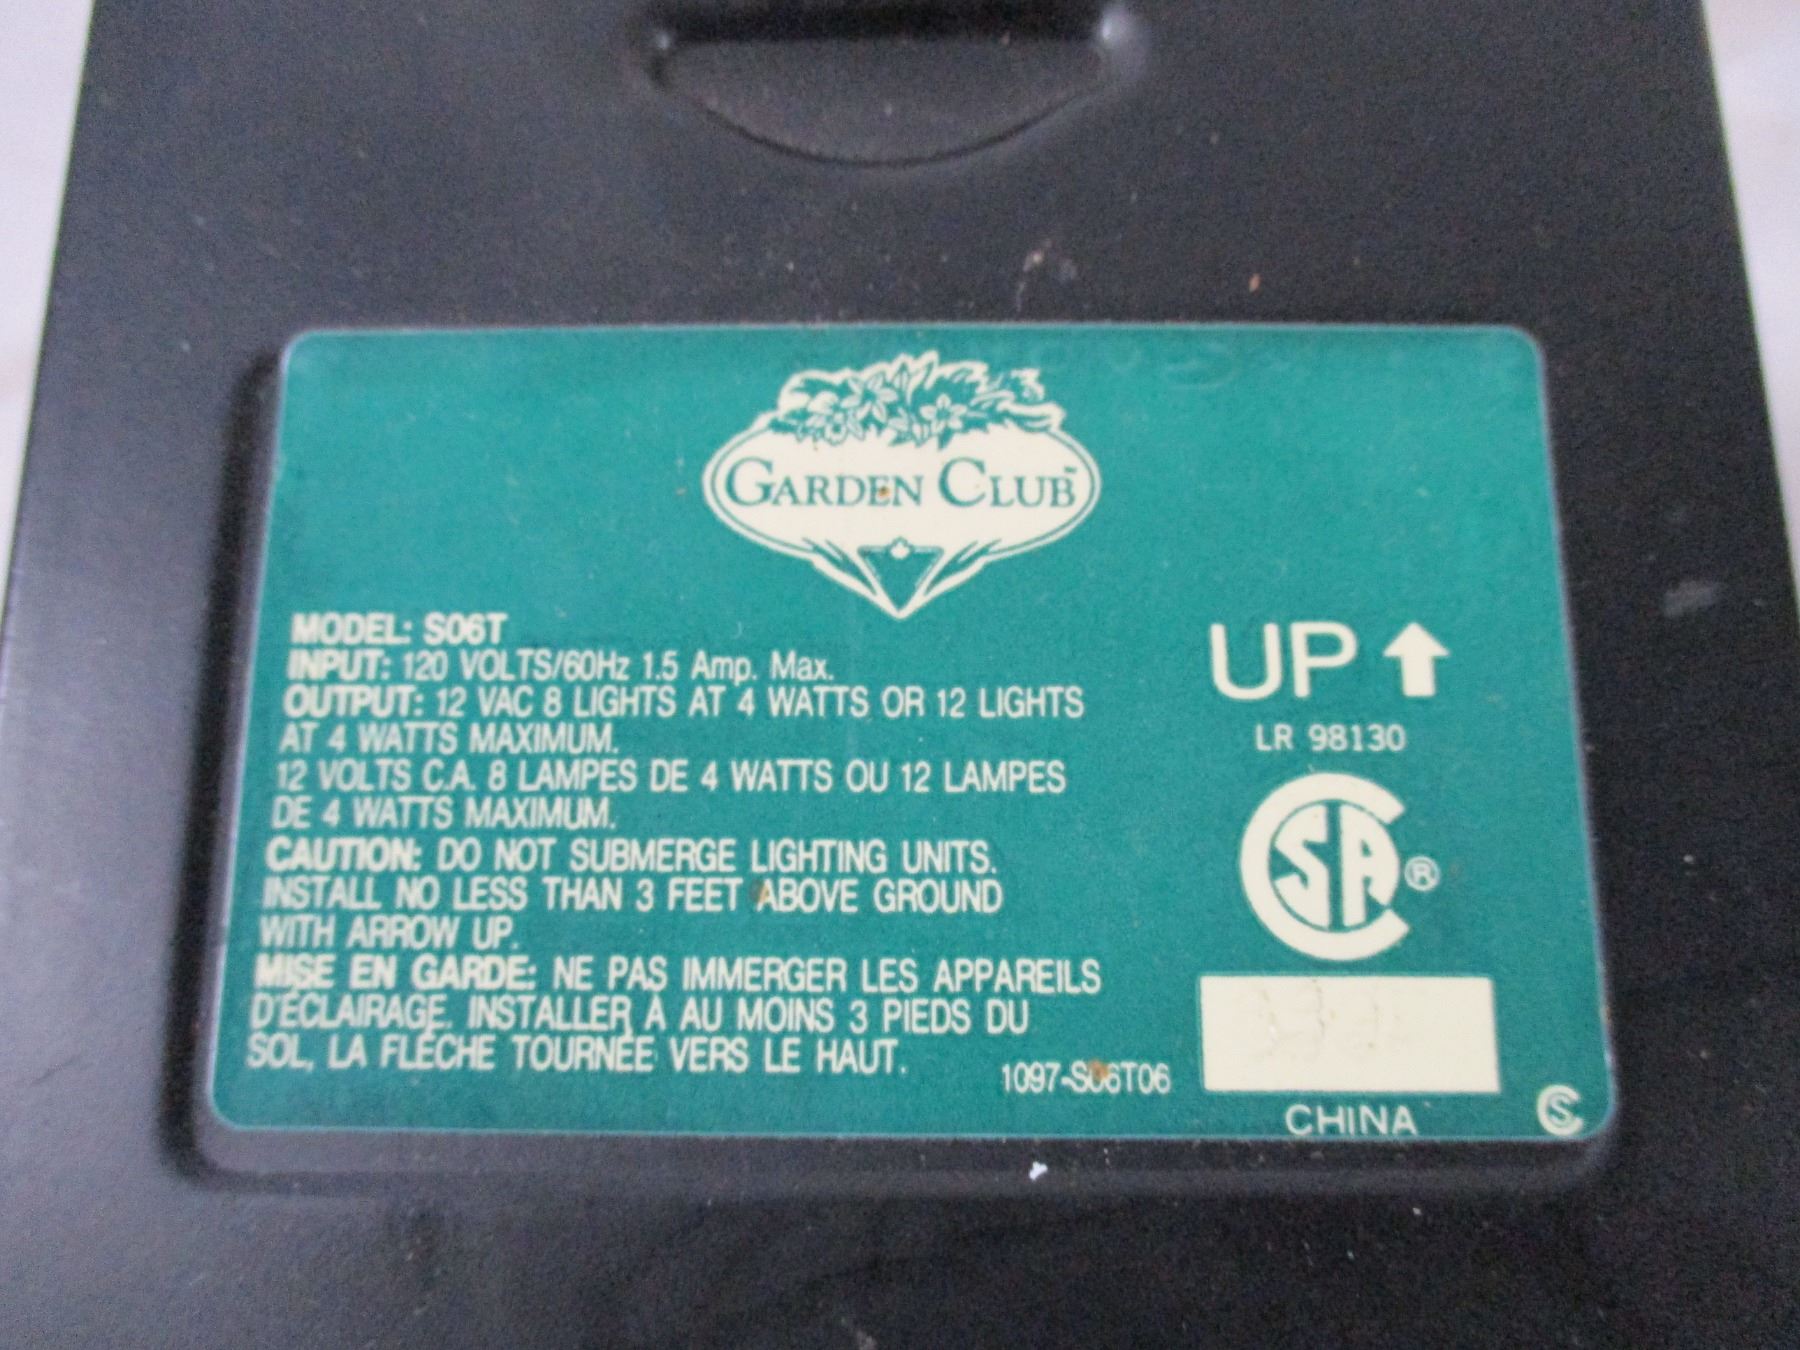 GARDEN CLUB™
MODEL: S06T
INPUT: 120 VOLTS/60Hz 1.5 Amp. Max.
OUTPUT: 12 VAC 8 LIGHTS AT 4 WATTS OR 12 LIGHTS
AT 4 WATTS MAXIMUM.
12 VOLTS C.A. 8 LAMPES DE 4 WATTS OU 12 LAMPES
DE 4 WATTS MAXIMUM.
CAUTION: DO NOT SUBMERGE LIGHTING UNITS.
INSTALL NO LESS THAN 3 FEET ABOVE GROUND
WITH ARROW UP.
MISE EN GARDE: NE PAS IMMERGER LES APPAREILS
D'ÉCLAIRAGE. INSTALLER À AU MOINS 3 PIEDS DU
SOL, LA FLÈCHE TOURNÉE VERS LE HAUT.
1097-S06T06
UP ↑
LR 98130
CSA ®
CHINA
CS